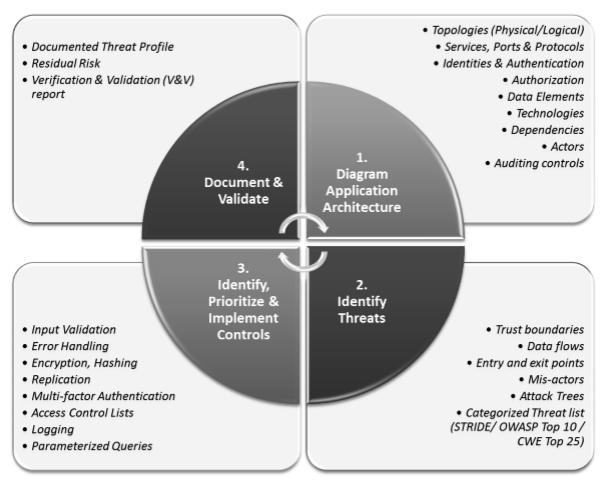 • Documented Threat Profile
• Residual Risk
• Verification & Validation (V&V)
report
• Topologies (Physical/Logical)
• Services, Ports & Protocols
• Identities & Authentication
• Authorization
• Data Elements
• Technologies
• Dependencies
• Actors
• Auditing controls
4.
Document &
Validate
1.
Diagram
Application
Architecture
3.
Identify,
Prioritize &
Implement
Controls
2.
Identify
Threats
• Input Validation
• Error Handling
• Encryption, Hashing
• Replication
• Multi-factor Authentication
• Access Control Lists
• Logging
• Parameterized Queries
• Trust boundaries
• Data flows
• Entry and exit points
• Mis-actors
• Attack Trees
• Categorized Threat list
(STRIDE/ OWASP Top 10 /
CWE Top 25)